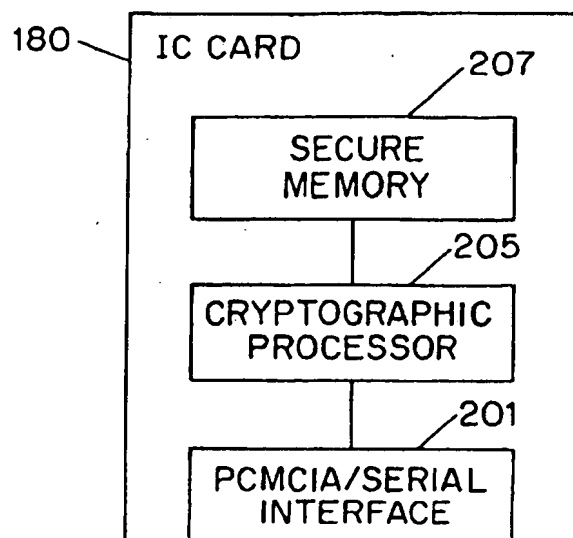 180
IC CARD
207
SECURE
MEMORY
205
CRYPTOGRAPHIC
PROCESSOR
201
PCMCIA/SERIAL
INTERFACE